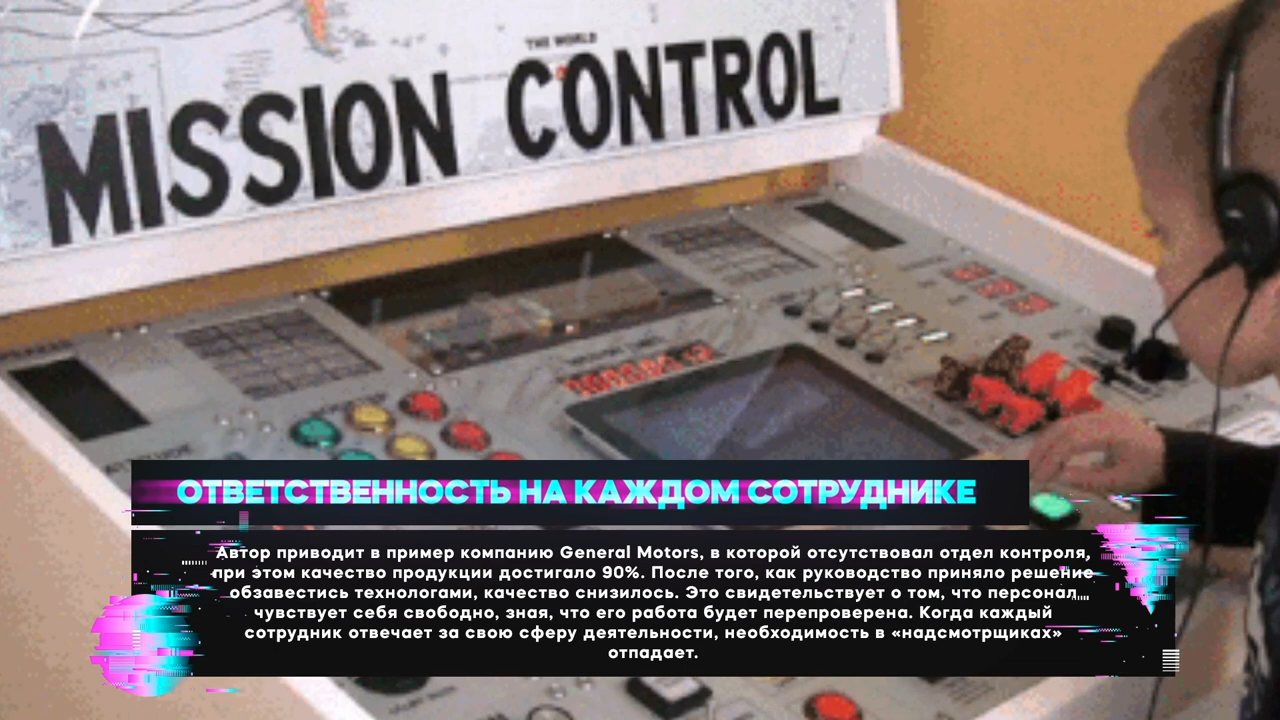 THE WORLD
MISSION CONTROL
ОТВЕТСТВЕННОСТЬ НА КАЖДОМ СОТРУДНИКЕ
Автор приводит в пример компанию General Motors, в которой отсутствовал отдел контроля,
при этом качество продукции достигало 90%. После того, как руководство приняло решение
обзавестись технологами, качество снизилось. Это свидетельствует о том, что персонал
чувствует себя свободно, зная, что его работа будет перепроверена. Когда каждый
сотрудник отвечает за свою сферу деятельности, необходимость в «надсмотрщиках»
отпадает.